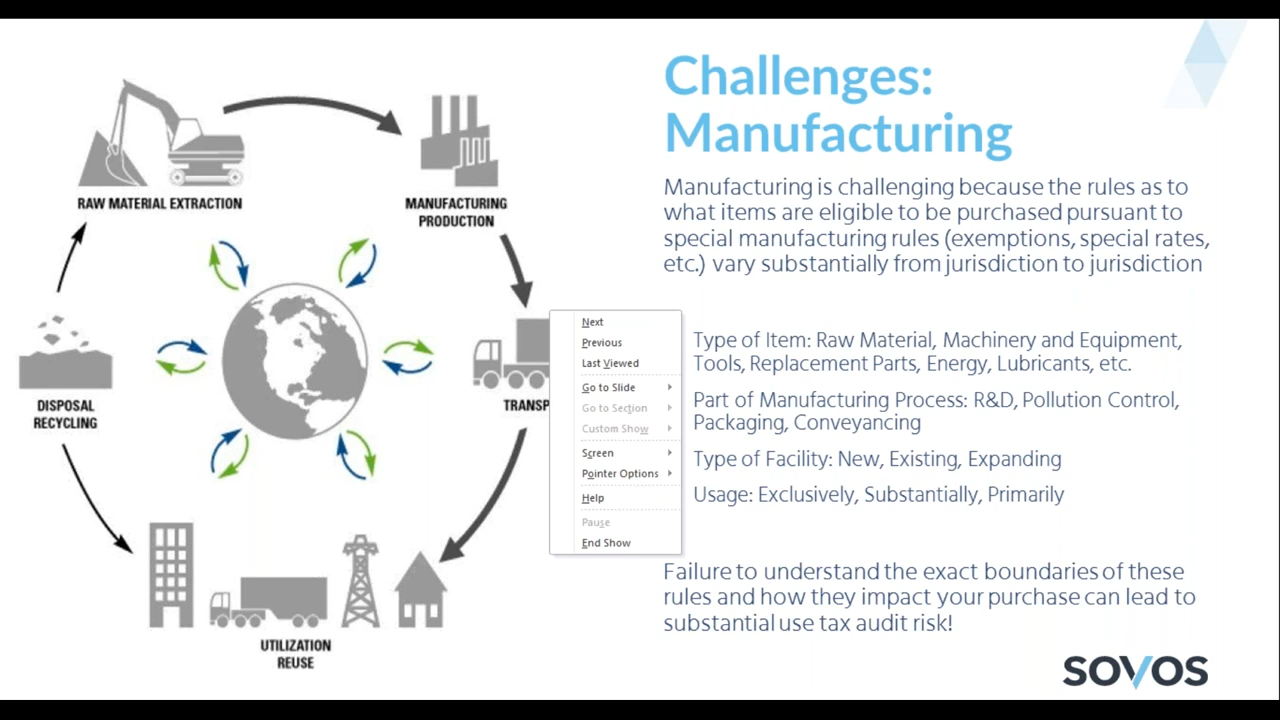 Challenges:
Manufacturing
Manufacturing is challenging because the rules as to
what items are eligible to be purchased pursuant to
special manufacturing rules (exemptions, special rates,
etc.) vary substantially from jurisdiction to jurisdiction
Type of Item: Raw Material, Machinery and Equipment,
Tools, Replacement Parts, Energy, Lubricants, etc.
Part of Manufacturing Process: R&D, Pollution Control,
Packaging, Conveyancing
Type of Facility: New, Existing, Expanding
Usage: Exclusively, Substantially, Primarily
Failure to understand the exact boundaries of these
rules and how they impact your purchase can lead to
substantial use tax audit risk!
SOVOS
RAW MATERIAL EXTRACTION
MANUFACTURING
PRODUCTION
TRANSP
UTILIZATION
REUSE
DISPOSAL
RECYCLING
Next
Previous
Last Viewed
Go to Slide
Go to Section
Custom Show
Screen
Pointer Options
Help
Pause
End Show